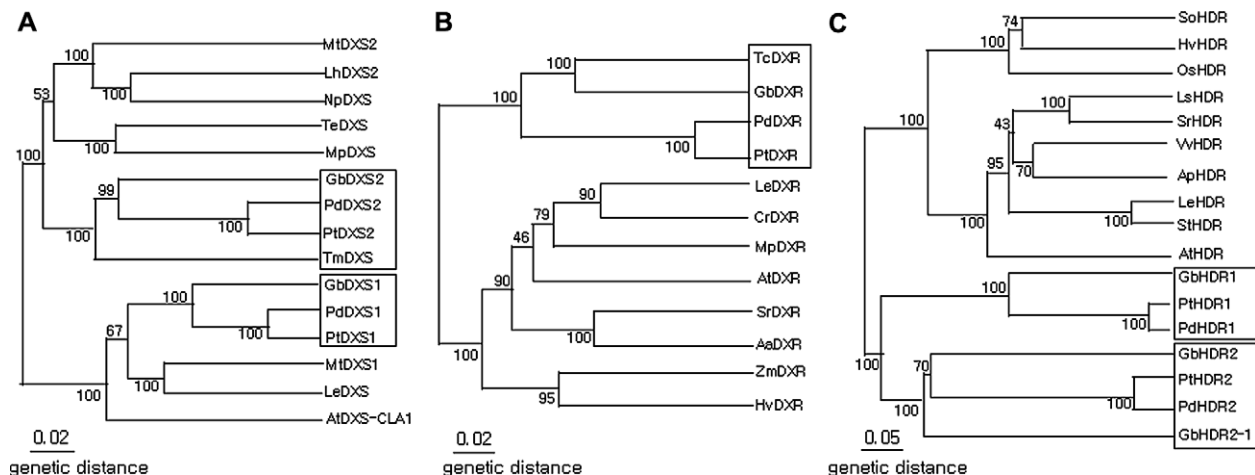 A
MtDXS2
100
LhDXS2
100
NpDXS
53
TeDXS
100
MpDXS
100
GbDXS2
99
PdDXS2
100
PtDXS2
100
TmDXS
GbDXS1
100
PdDXS1
100
PtDXS1
67
MtDXS1
100
LeDXS
100
AtDXS-CLA1
0.02
genetic distance
B
TcDXR
100
GbDXR
100
PdDXR
100
PtDXR
LeDXR
90
CrDXR
79
MpDXR
46
AtDXR
90
SrDXR
100
AaDXR
100
ZmDXR
95
HvDXR
0.02
genetic distance
C
SoHDR
74
HvHDR
100
OsHDR
LsHDR
100
SrHDR
43
VvHDR
70
ApHDR
95
LeHDR
100
StHDR
100
AtHDR
100
GbHDR1
100
PtHDR1
100
PdHDR1
100
GbHDR2
70
PtHDR2
100
PdHDR2
100
GbHDR2-1
0.05
genetic distance